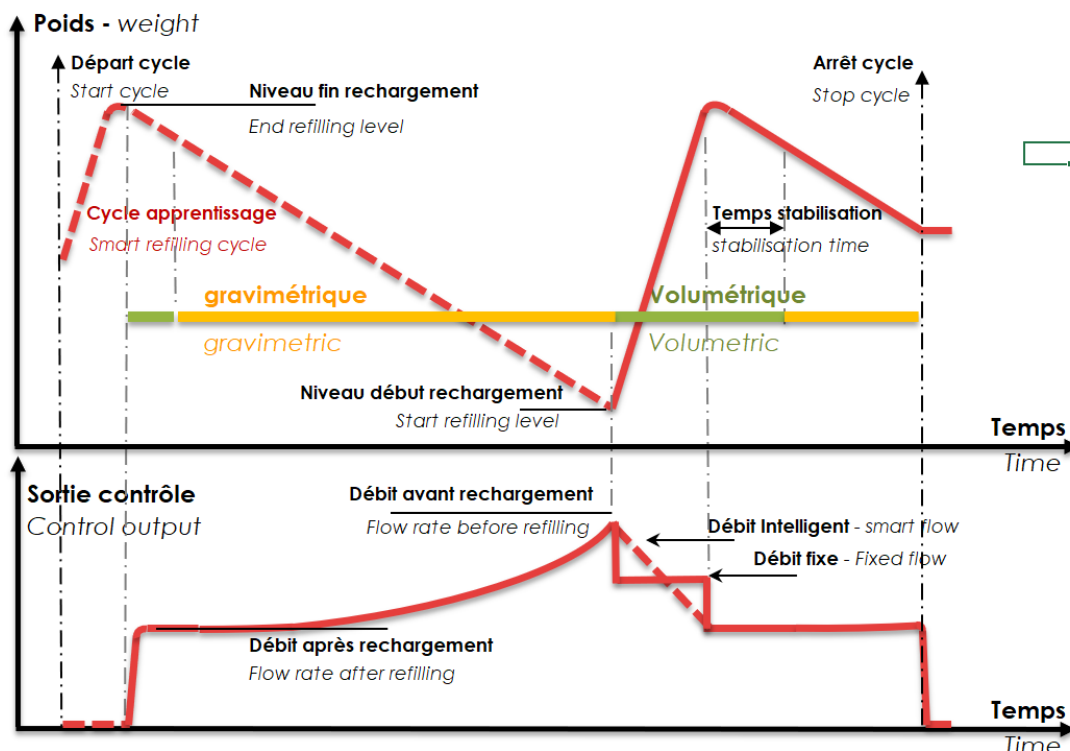 Poids - weight
Départ cycle
Start cycle
Niveau fin rechargement
End refilling level
Arrêt cycle
Stop cycle
Cycle apprentissage
Smart refilling cycle
Temps stabilisation
stabilisation time
gravimétrique
gravimetric
Volumétrique
Volumetric
Niveau début rechargement
Start refilling level
Temps
Time
Sortie contrôle
Control output
Débit avant rechargement
Flow rate before refilling
Débit Intelligent - smart flow
Débit fixe - Fixed flow
Débit après rechargement
Flow rate after refilling
Temps
Time